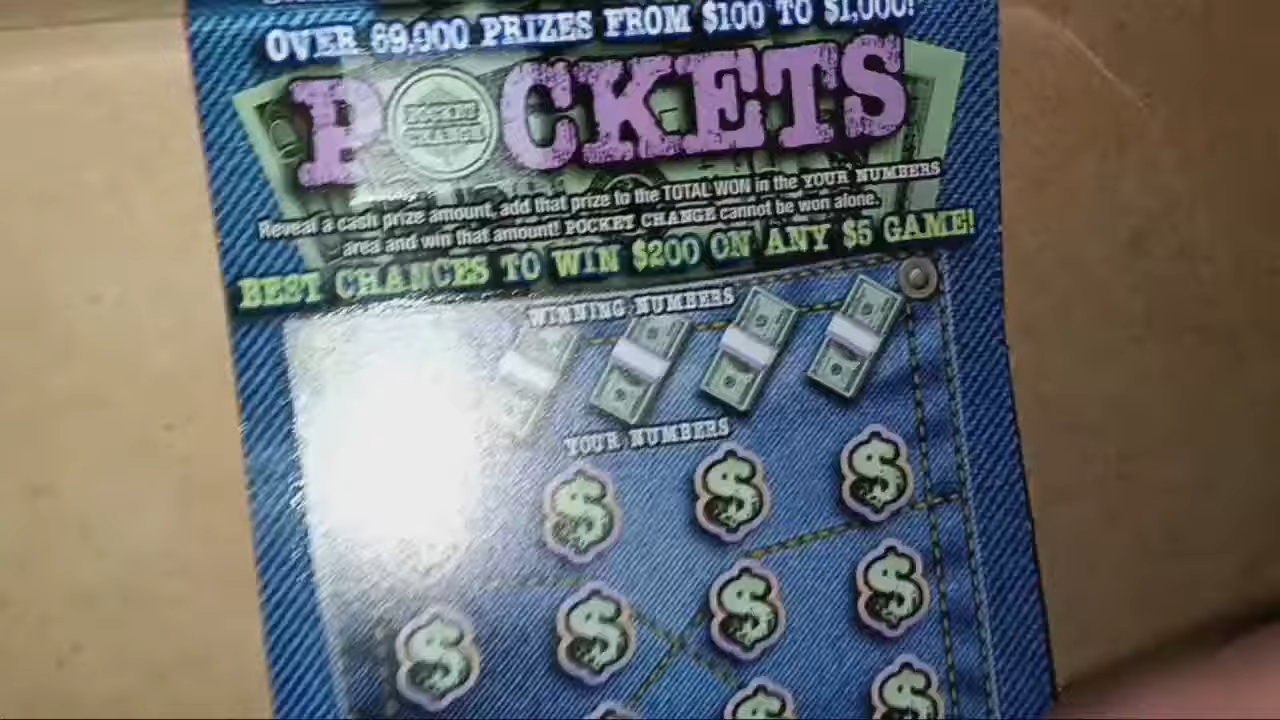 OVER 69,000 PRIZES FROM $100 TO $1,000!
POCKETS
POCKET
CHANGE
Reveal a cash prize amount, add that prize to the TOTAL WON in the YOUR NUMBERS
area and win that amount! POCKET CHANGE cannot be won alone.
BEST CHANCES TO WIN $200 ON ANY $5 GAME!
WINNING NUMBERS
YOUR NUMBERS
$ $ $
$ $ $ $
$ $